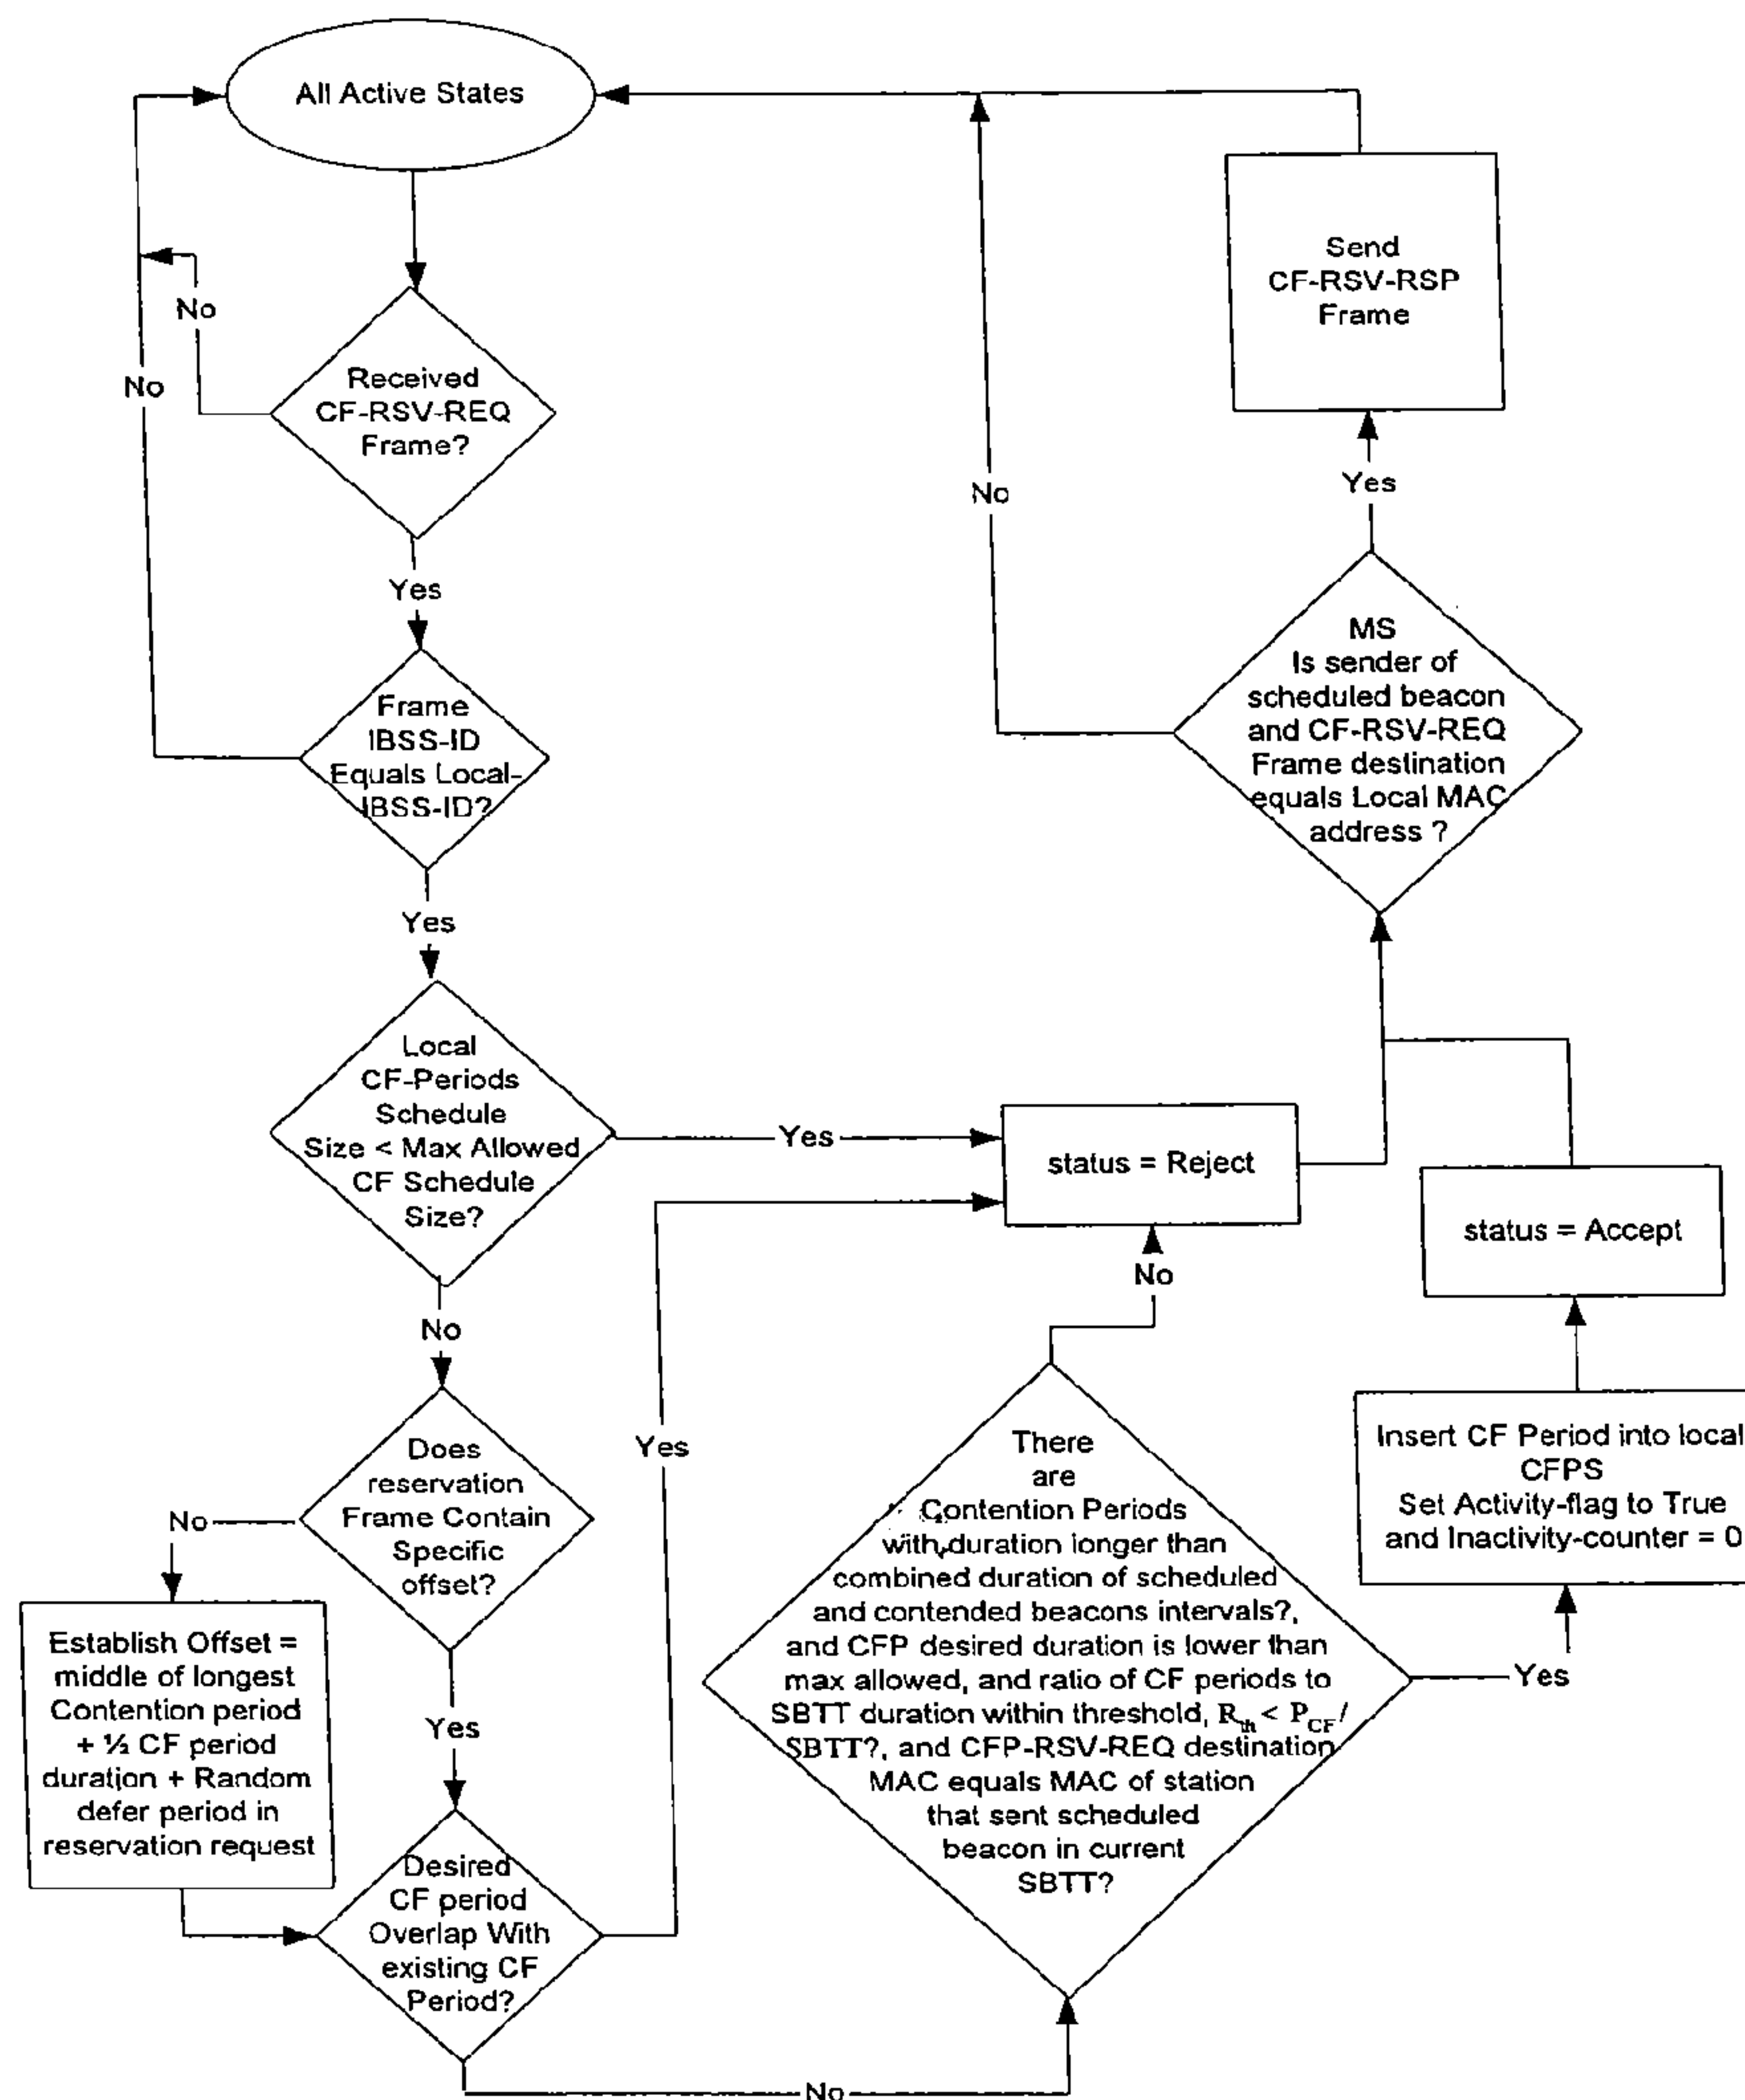 All Active States
No
Received
CF-RSV-REQ
Frame?
No
Yes
Frame
IBSS-ID
Equals Local-
IBSS-ID?
Yes
Local
CF-Periods
Schedule
Size < Max Allowed
CF Schedule
Size?
Yes
No
Does
reservation
Frame Contain
Specific
offset?
No
Establish Offset =
middle of longest
Contention period
+ ½ CF period
duration + Random
defer period in
reservation request
Yes
Desired
CF period
Overlap With
existing CF
Period?
Yes
No
There
are
Contention Periods
with duration longer than
combined duration of scheduled
and contended beacons intervals?,
and CFP desired duration is lower than
max allowed, and ratio of CF periods to
SBTT duration within threshold, R_th < P_CF/
SBTT?, and CFP-RSV-REQ destination
MAC equals MAC of station
that sent scheduled
beacon in current
SBTT?
No
Yes
status = Reject
Insert CF Period into local
CFPS
Set Activity-flag to True
and Inactivity-counter = 0
status = Accept
MS
Is sender of
scheduled beacon
and CF-RSV-REQ
Frame destination
equals Local MAC
address ?
No
Yes
Send
CF-RSV-RSP
Frame